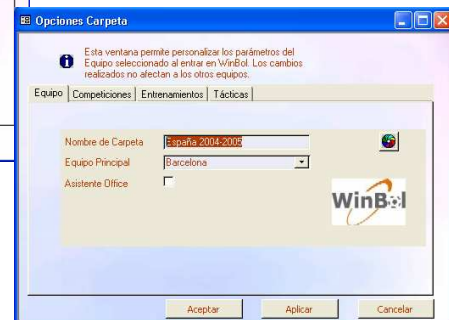 Opciones Carpeta
Esta ventana permite personalizar los parámetros del
Equipo seleccionado al entrar en WinBol. Los cambios
realizados no afectan a los otros equipos.
Equipo Competiciones Entrenamientos Tácticas
Nombre de Carpeta España 2004-2005
Equipo Principal Barcelona
Asistente Office
WinBol
Aceptar Aplicar Cancelar